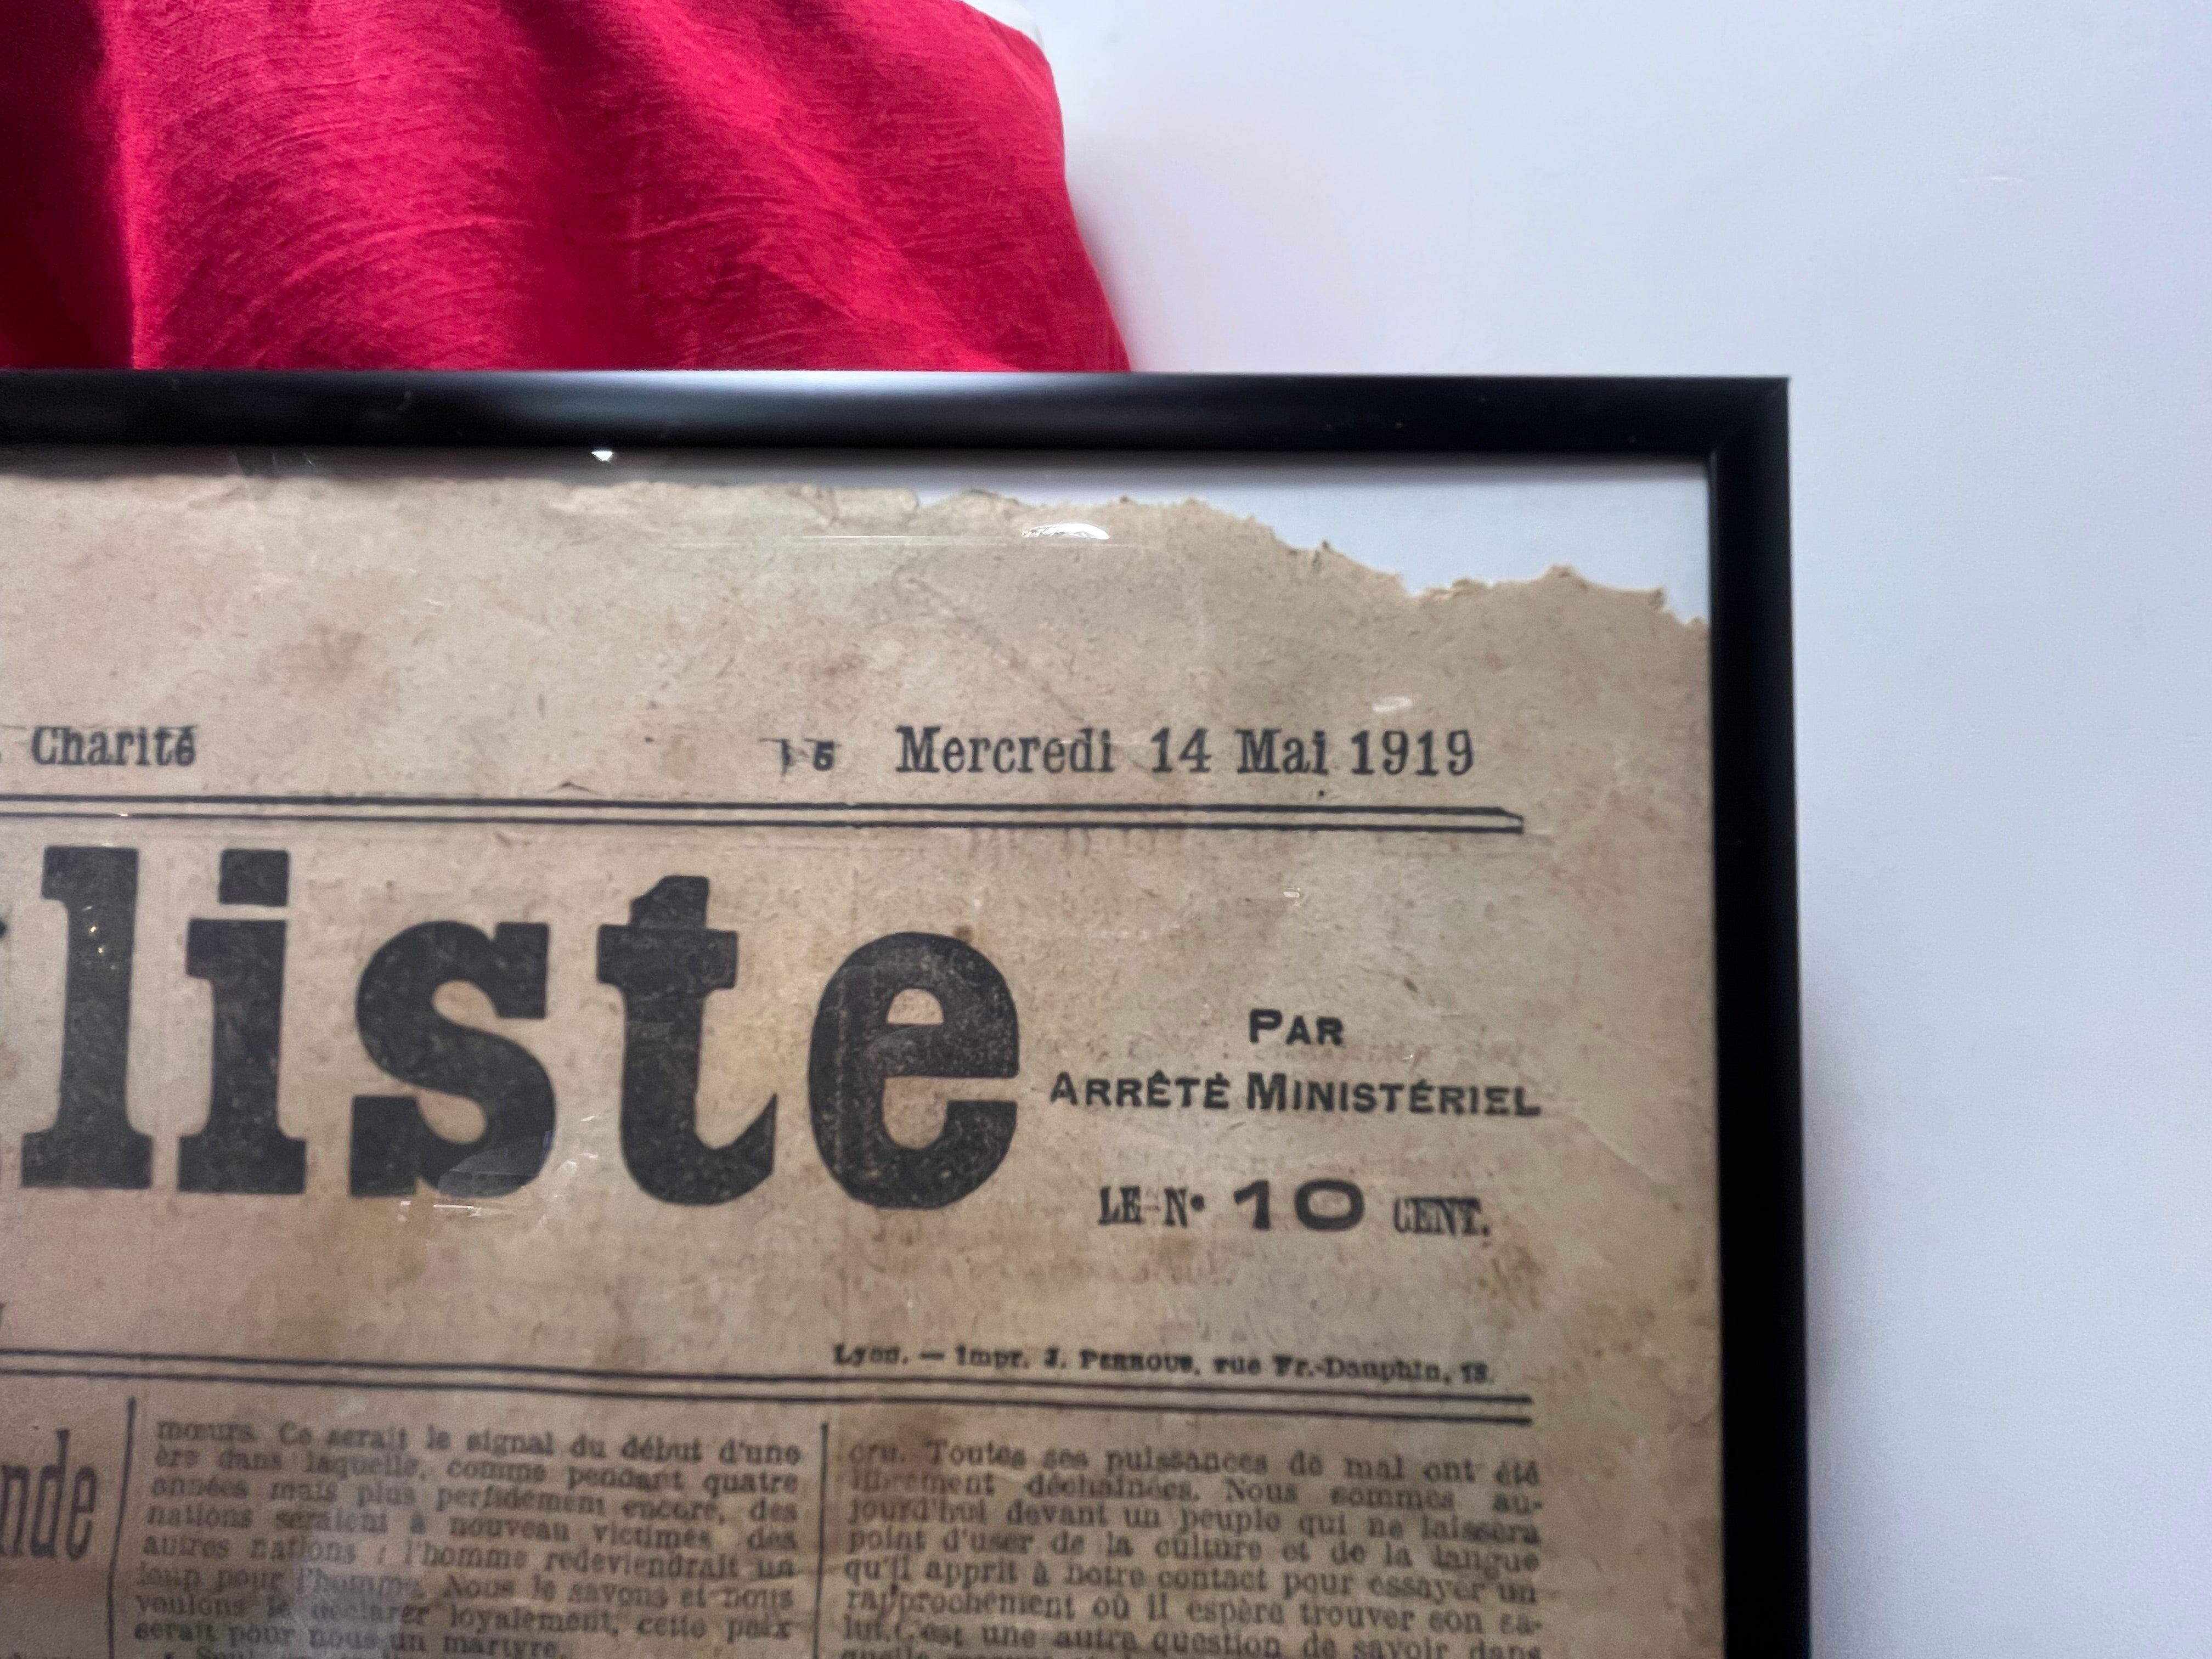 Charité
Mercredi 14 Mai 1919
liste
PAR
ARRÊTÉ MINISTÉRIEL
LE N° 10 CENT.
Lyon. — Impr. J. PERROUD, rue Fr.-Dauphin, 18.
nde
mœurs. Ce serait le signal du début d'une
ère dans laquelle, comme pendant quatre
années mais plus perfidement encore, des
nations seraient à nouveau victimes des
autres nations : l'homme redeviendrait un
loup pour l'homme. Nous le savons et nous
voulons le déclarer loyalement, cette paix
serait pour nous un martyre.
cru. Toutes ses puissances de mal ont été
librement déchaînées. Nous sommes au-
jourd'hui devant un peuple qui ne laissera
point d'user de la culture et de la langue
qu'il apprit à notre contact pour essayer un
rapprochement où il espère trouver son sa-
lut. C'est une autre question de savoir dans